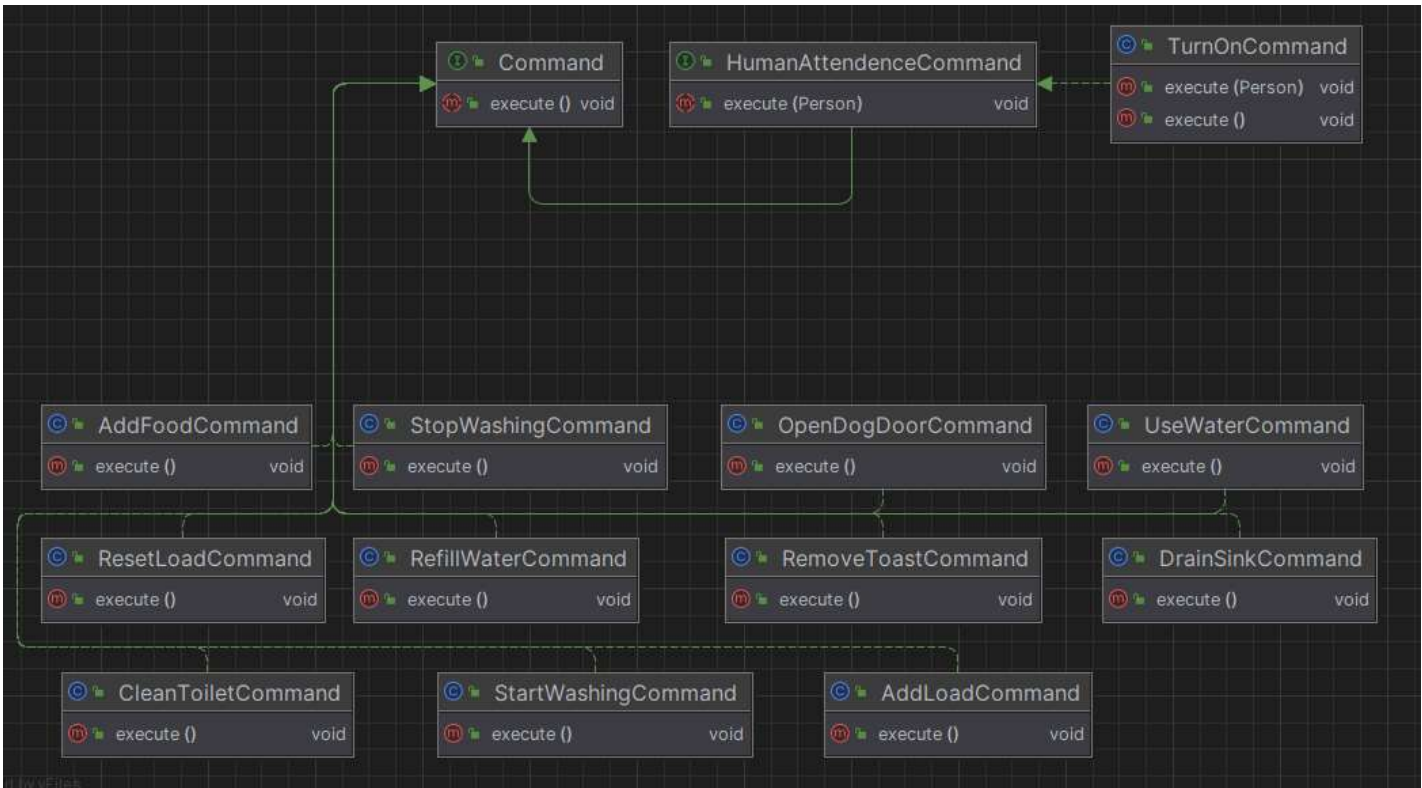 Command
execute () void
HumanAttendenceCommand
execute (Person) void
TurnOnCommand
execute (Person) void
execute () void
AddFoodCommand
execute () void
StopWashingCommand
execute () void
OpenDogDoorCommand
execute () void
UseWaterCommand
execute () void
ResetLoadCommand
execute () void
RefillWaterCommand
execute () void
RemoveToastCommand
execute () void
DrainSinkCommand
execute () void
CleanToiletCommand
execute () void
StartWashingCommand
execute () void
AddLoadCommand
execute () void
by yFiles